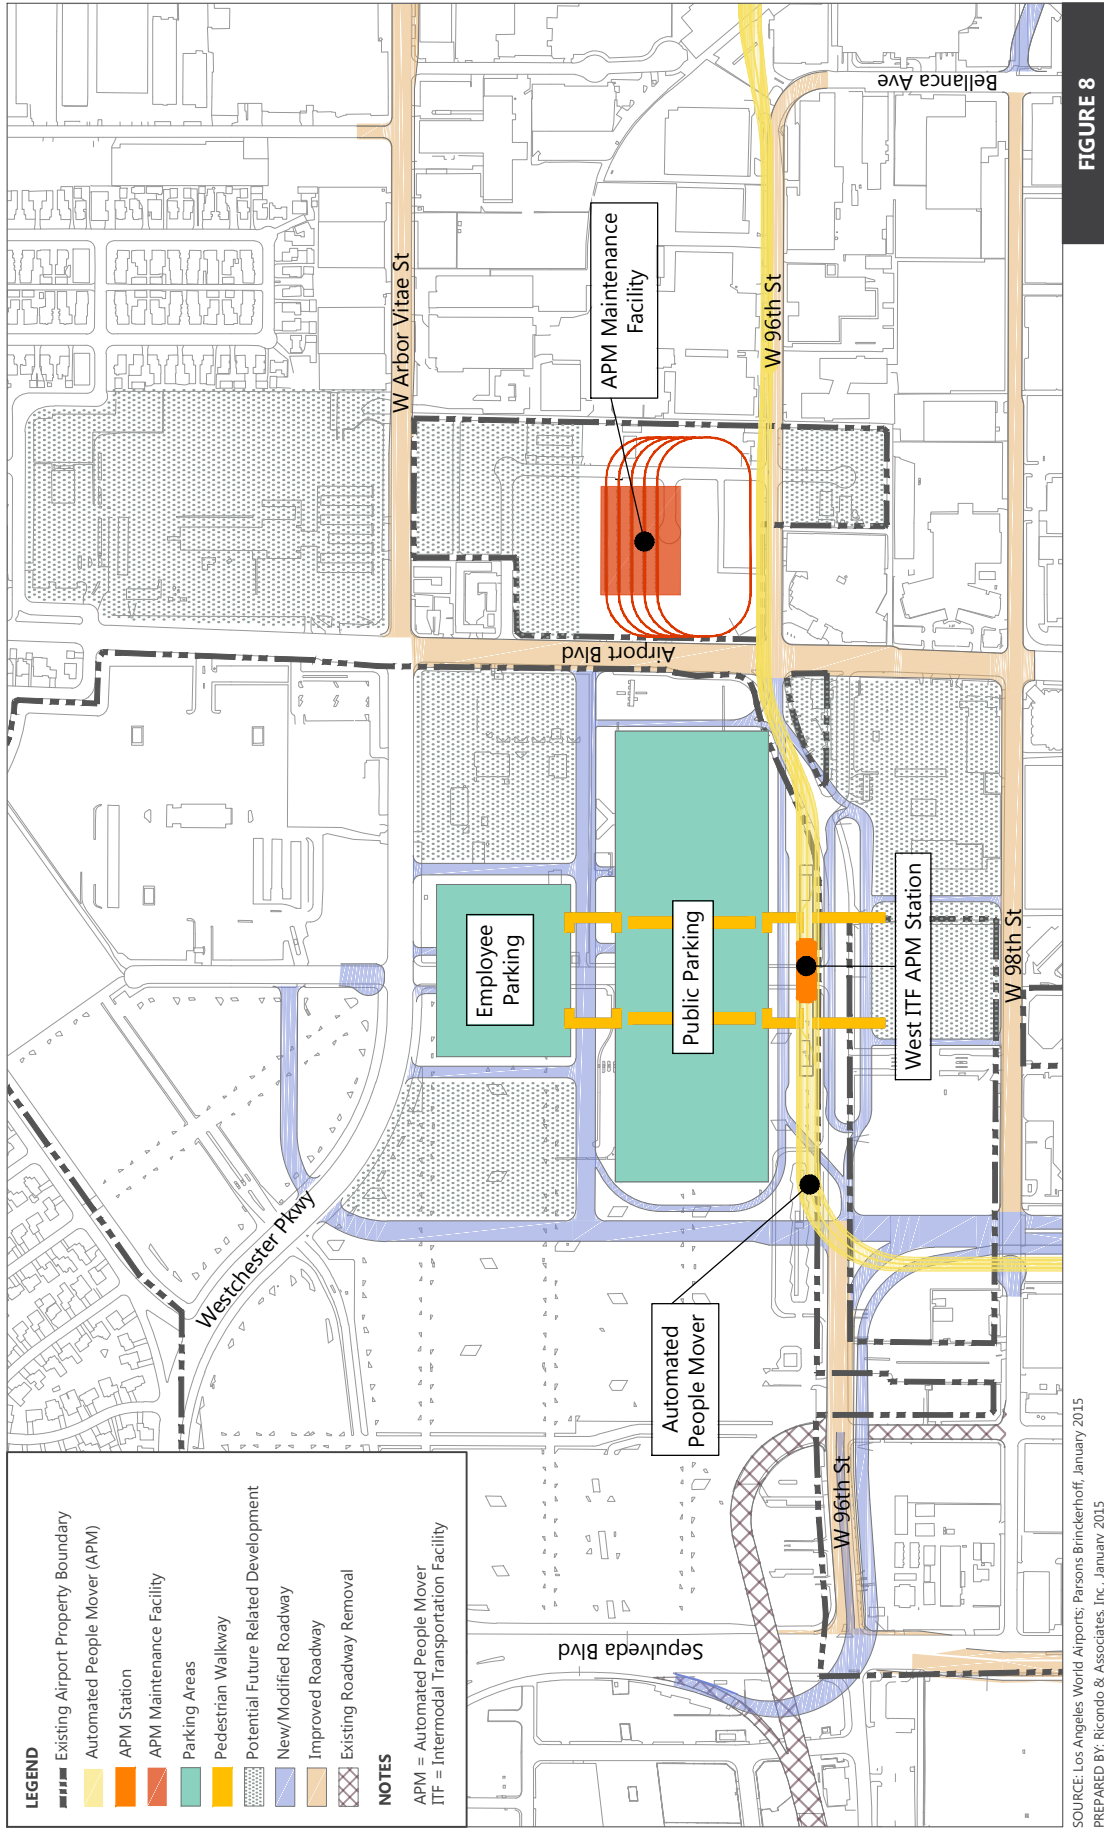 LEGEND
Existing Airport Property Boundary
Automated People Mover (APM)
APM Station
APM Maintenance Facility
Parking Areas
Pedestrian Walkway
Potential Future Related Development
New/Modified Roadway
Improved Roadway
Existing Roadway Removal
NOTES
APM = Automated People Mover
ITF = Intermodal Transportation Facility
Westchester Pkwy
W Arbor Vitae St
Employee
Parking
Airport Blvd
APM Maintenance
Facility
Sepulveda Blvd
Automated
People Mover
Public Parking
W 96th St
W 96th St
West ITF APM Station
Bellanca Ave
W 98th St
SOURCE: Los Angeles World Airports; Parsons Brinckerhoff, January 2015
PREPARED BY: Ricondo & Associates, Inc., January 2015
FIGURE 8